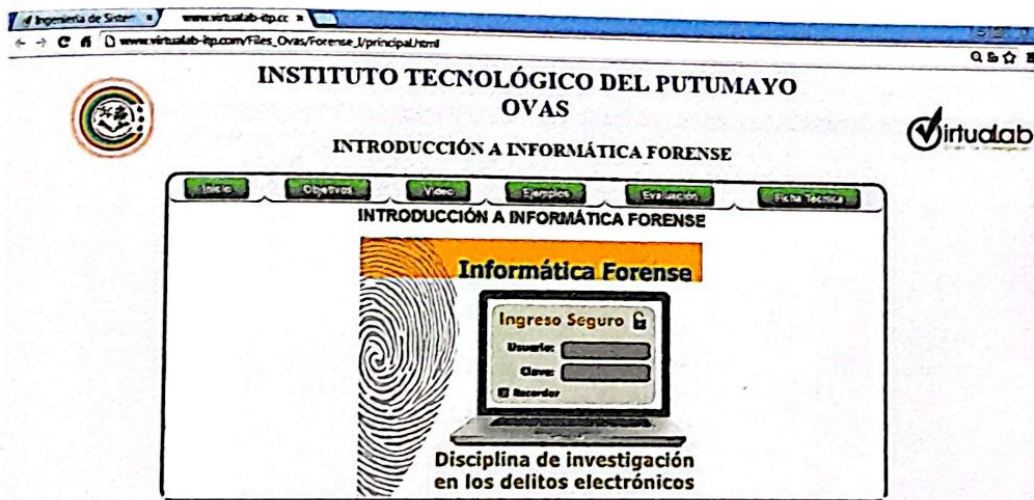 Ingeniería de Sistem x www.virtualab-itp.cc x
www.virtualab-itp.com/Files_Ovas/Forense_I/principal.html
INSTITUTO TECNOLÓGICO DEL PUTUMAYO
OVAS
INTRODUCCIÓN A INFORMÁTICA FORENSE
Virtualab
Inicio Objetivos Video Ejemplos Evaluación Ficha Técnica
INTRODUCCIÓN A INFORMÁTICA FORENSE
Informática Forense
Ingreso Seguro
Usuario:
Clave:
Recordar
Disciplina de investigación
en los delitos electrónicos